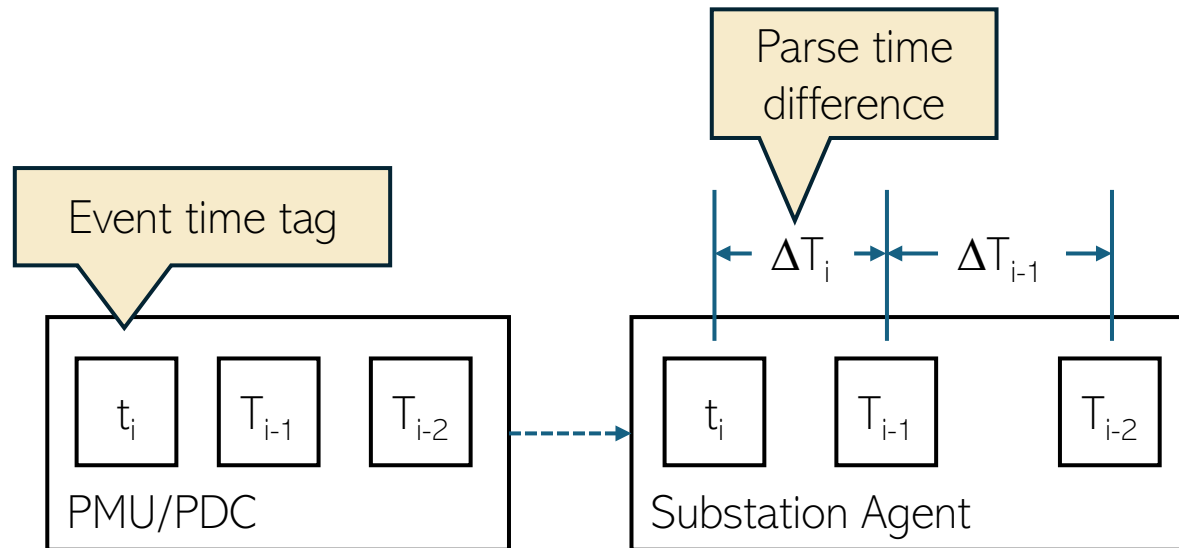 Parse time
difference
Event time tag
ΔTᵢ
ΔTᵢ₋₁
tᵢ
Tᵢ₋₁
Tᵢ₋₂
PMU/PDC
tᵢ
Tᵢ₋₁
Tᵢ₋₂
Substation Agent